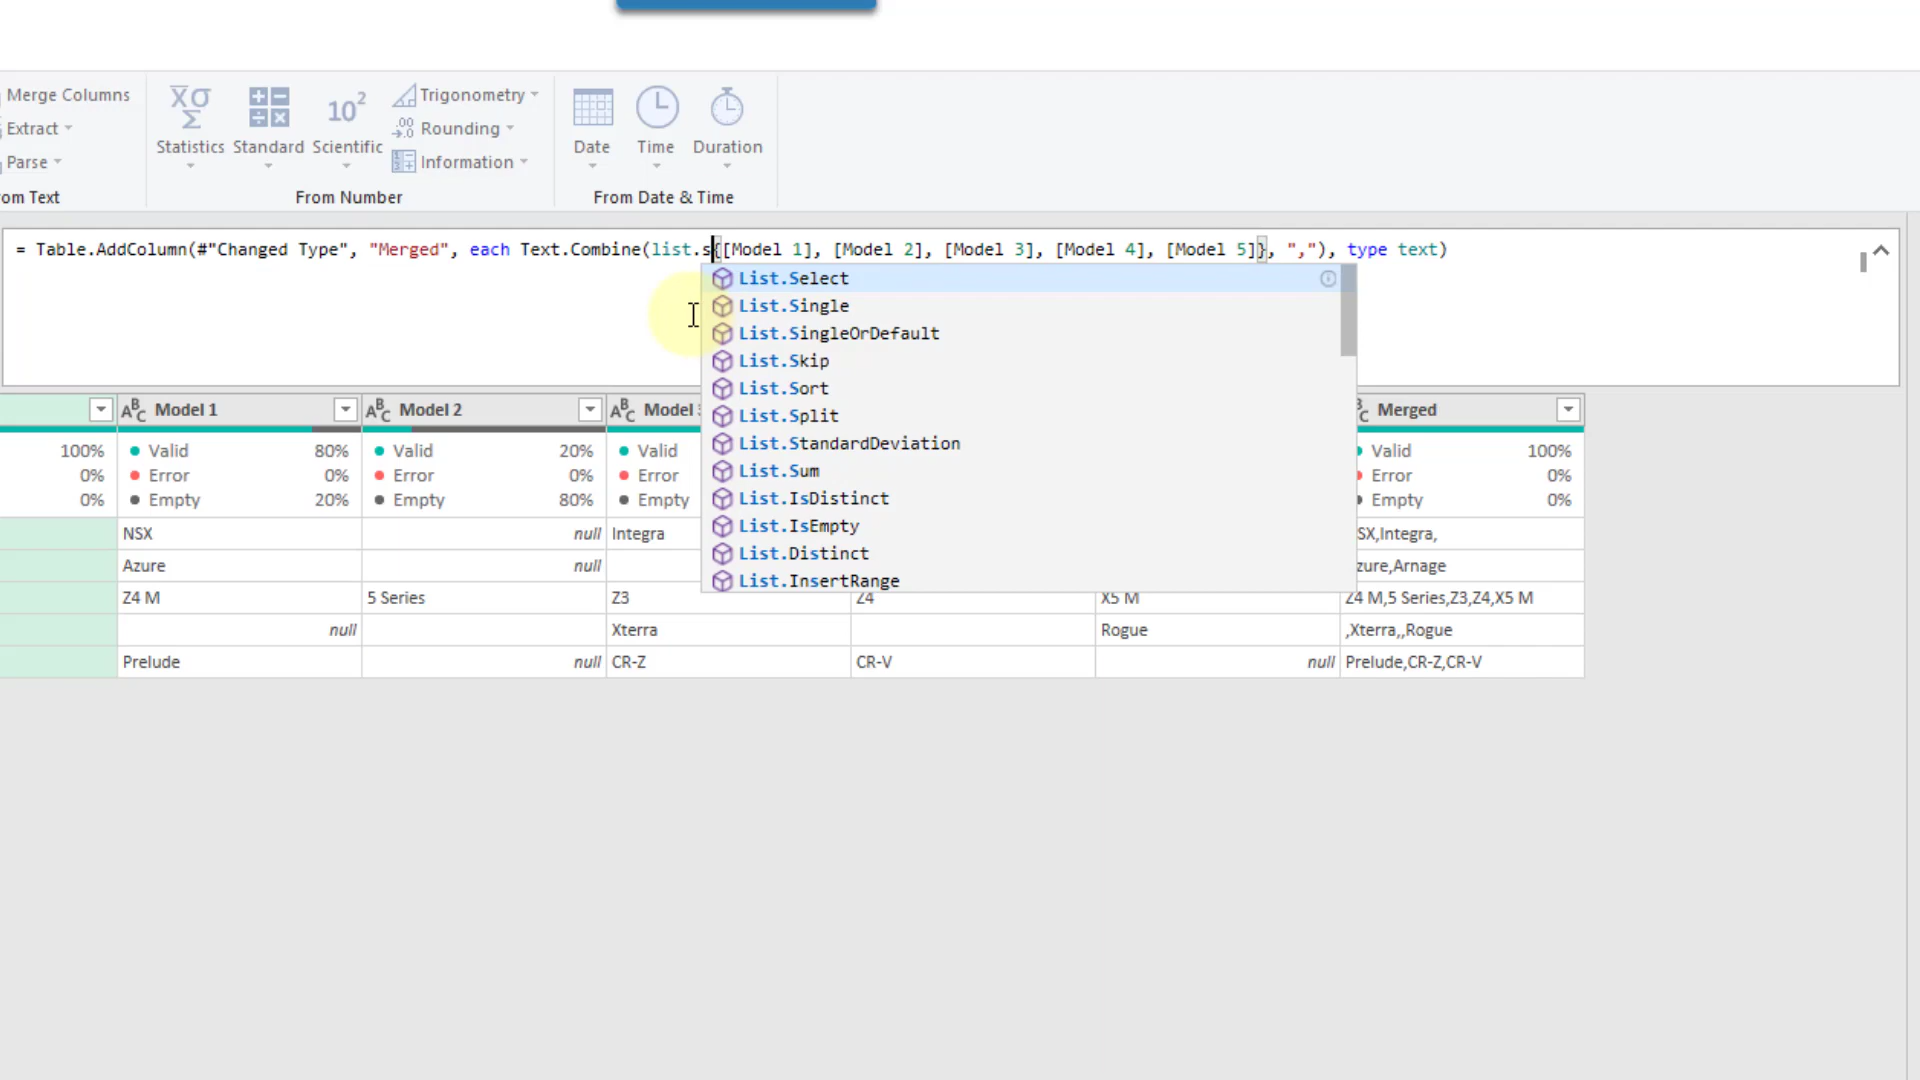 Merge Columns
Extract
Parse
om Text
Statistics
Standard
10²
Scientific
Trigonometry
.00 Rounding
Information
From Number
Date
Time
Duration
From Date & Time
= Table.AddColumn(#"Changed Type", "Merged", each Text.Combine(list.s{[Model 1], [Model 2], [Model 3], [Model 4], [Model 5]}, ","), type text)
List.Select
List.Single
List.SingleOrDefault
List.Skip
List.Sort
List.Split
List.StandardDeviation
List.Sum
List.IsDistinct
List.IsEmpty
List.Distinct
List.InsertRange
ABC Model 1 ABC Model 2 ABC Model Merged
100% Valid 80% Valid 20% Valid Valid 100%
0% Error 0% Error 0% Error Error 0%
0% Empty 20% Empty 80% Empty Empty 0%
NSX null Integra SX,Integra,
Azure null zure,Arnage
Z4 M 5 Series Z3 Z4 X5 M Z4 M,5 Series,Z3,Z4,X5 M
null Xterra Rogue ,Xterra,,Rogue
Prelude null CR-Z CR-V null Prelude,CR-Z,CR-V